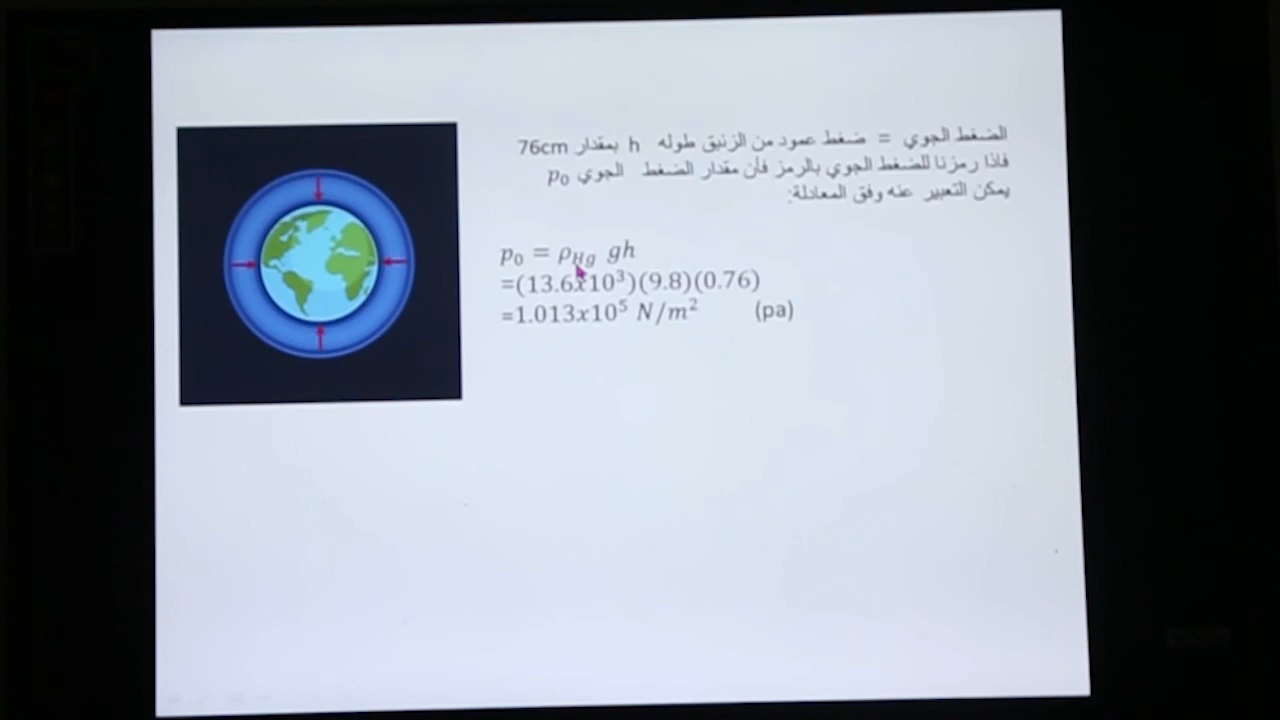 الضغط الجوي = ضغط عمود من الزئبق طوله h بمقدار 76cm
فاذا رمزنا للضغط الجوي بالرمز فأن مقدار الضغط الجوي p₀
يمكن التعبير عنه وفق المعادلة:
p₀ = ρ_Hg gh
=(13.6x10³)(9.8)(0.76)
=1.013x10⁵ N/m² (pa)